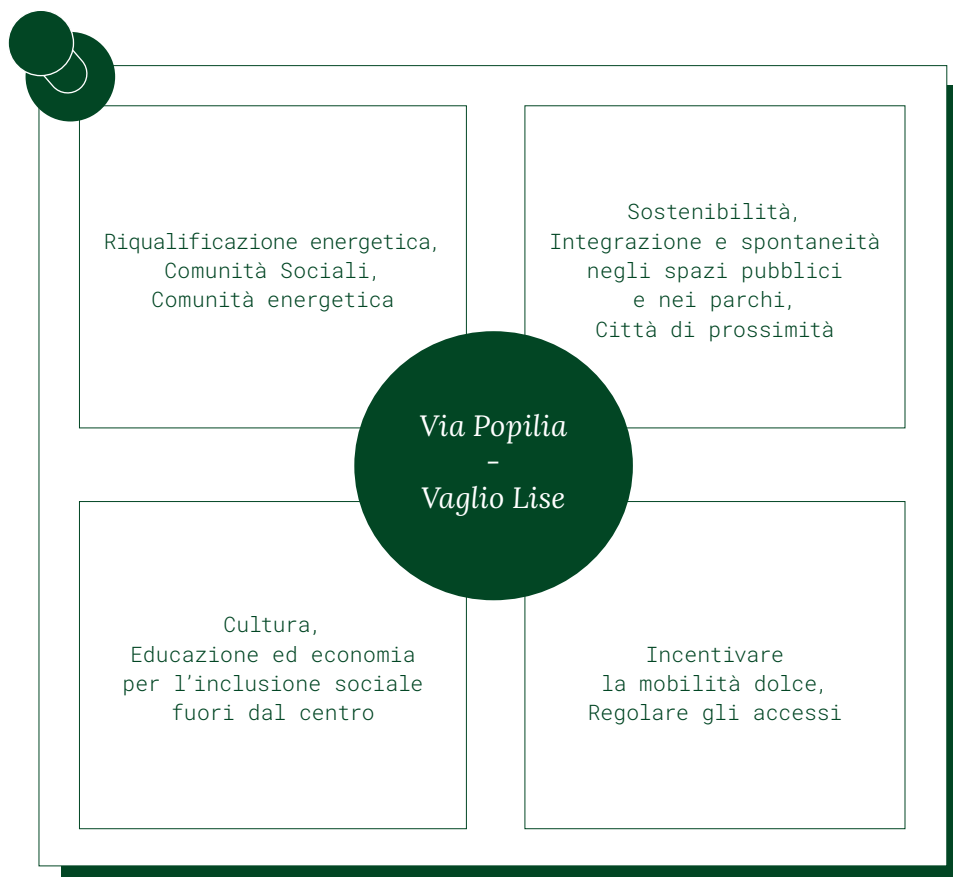 Riqualificazione energetica,
Comunità Sociali,
Comunità energetica
Sostenibilità,
Integrazione e spontaneità
negli spazi pubblici
e nei parchi,
Città di prossimità
Via Popilia
–
Vaglio Lise
Cultura,
Educazione ed economia
per l’inclusione sociale
fuori dal centro
Incentivare
la mobilità dolce,
Regolare gli accessi